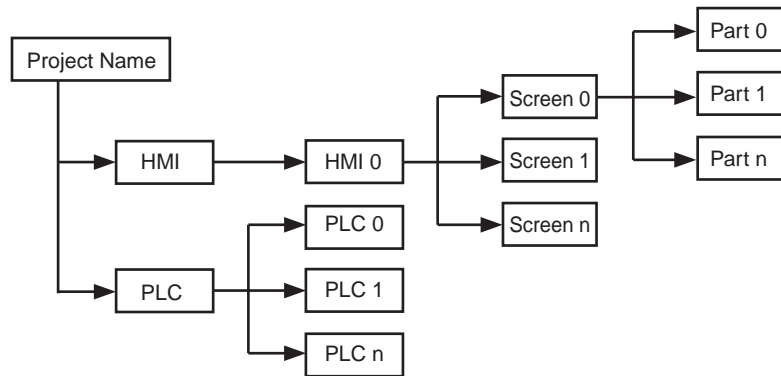 Project Name
HMI
HMI 0
Screen 0
Screen 1
Screen n
Part 0
Part 1
Part n
PLC
PLC 0
PLC 1
PLC n